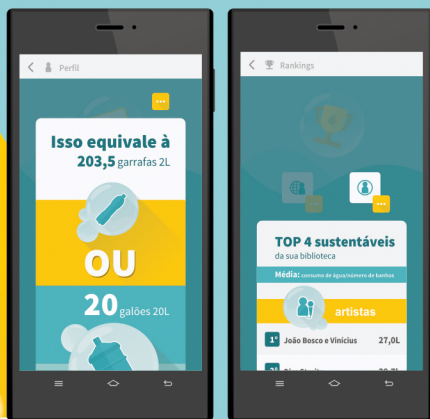 Perfil
Isso equivale à
203,5 garrafas 2L
OU
20 galões 20L
Rankings
TOP 4 sustentáveis
da sua biblioteca
Média: consumo de água/número de banhos
artistas
1º João Bosco e Vinícius 27,0L